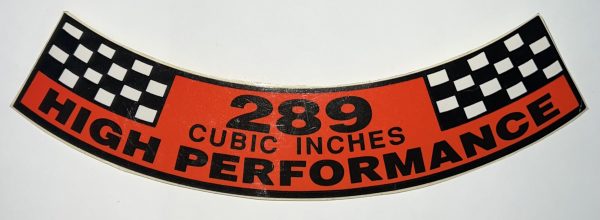 289
CUBIC INCHES
HIGH PERFORMANCE